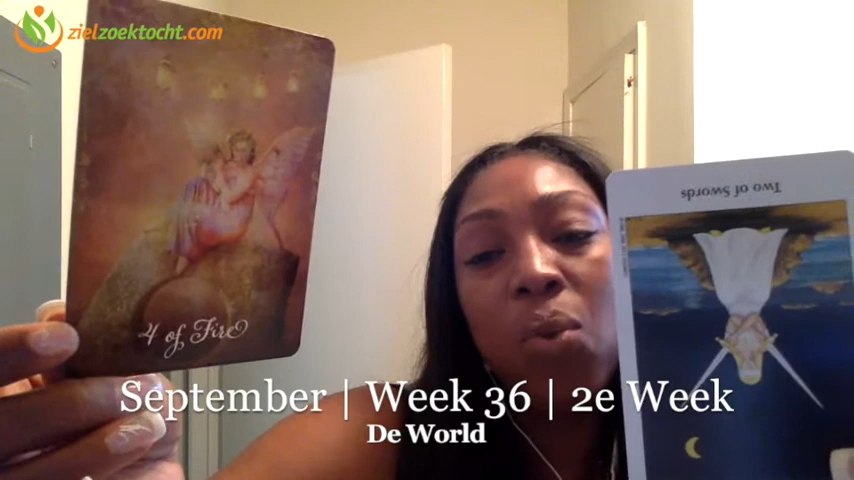 zielzoektocht.com
4 of Fire
Two of Swords
September | Week 36 | 2e Week
De World